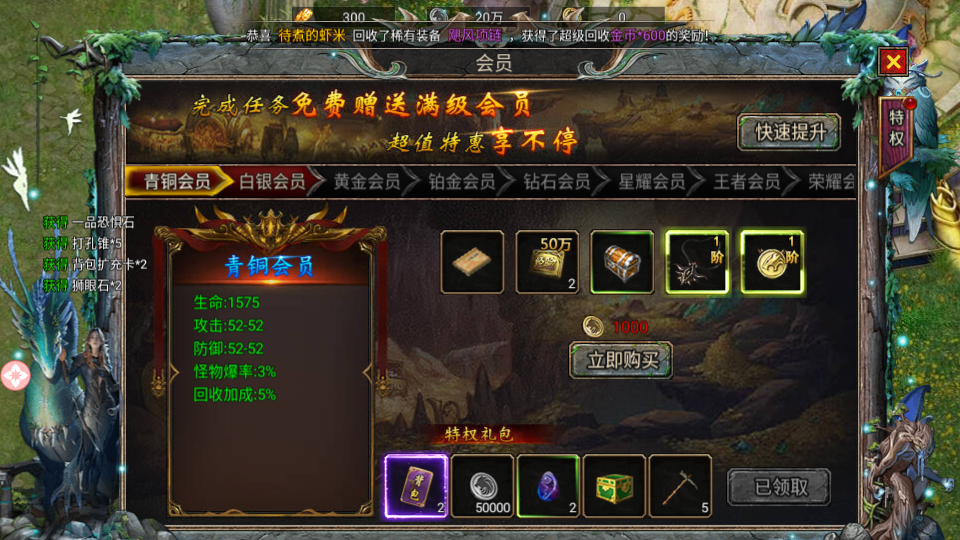 300
20万
0
恭喜 待煮的虾米 回收了稀有装备 飓风项链 ，获得了超级回收金币*600的奖励！
会员
完成任务免费赠送满级会员
超值特惠享不停
快速提升
特权
青铜会员 白银会员 黄金会员 铂金会员 钻石会员 星耀会员 王者会员 荣耀会
获得 一品恐惧石
获得 打孔锥*5
获得 背包扩充卡*2
获得 狮眼石*2
青铜会员
生命:1575
攻击:52-52
防御:52-52
怪物爆率:3%
回收加成:5%
50万
2
1阶
1阶
1000
立即购买
特权礼包
背包
2
50000
2
5
已领取